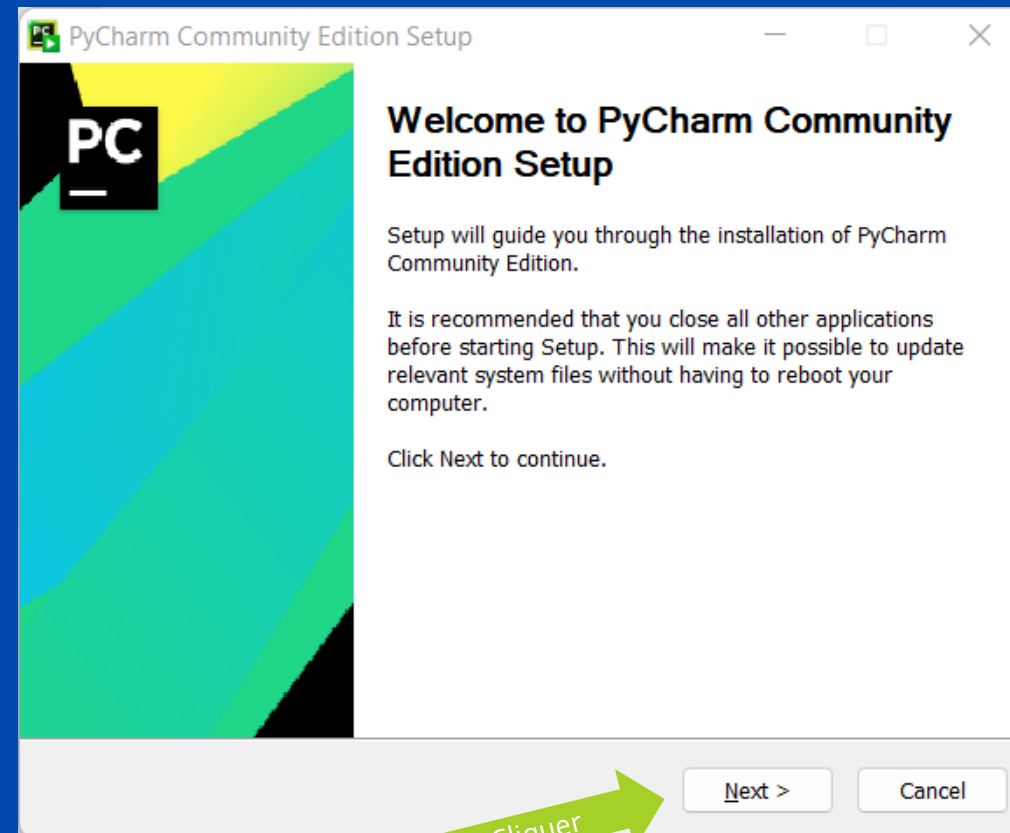 PyCharm Community Edition Setup
PC
Welcome to PyCharm Community
Edition Setup
Setup will guide you through the installation of PyCharm
Community Edition.
It is recommended that you close all other applications
before starting Setup. This will make it possible to update
relevant system files without having to reboot your
computer.
Click Next to continue.
Next >
Cancel
Cliquer